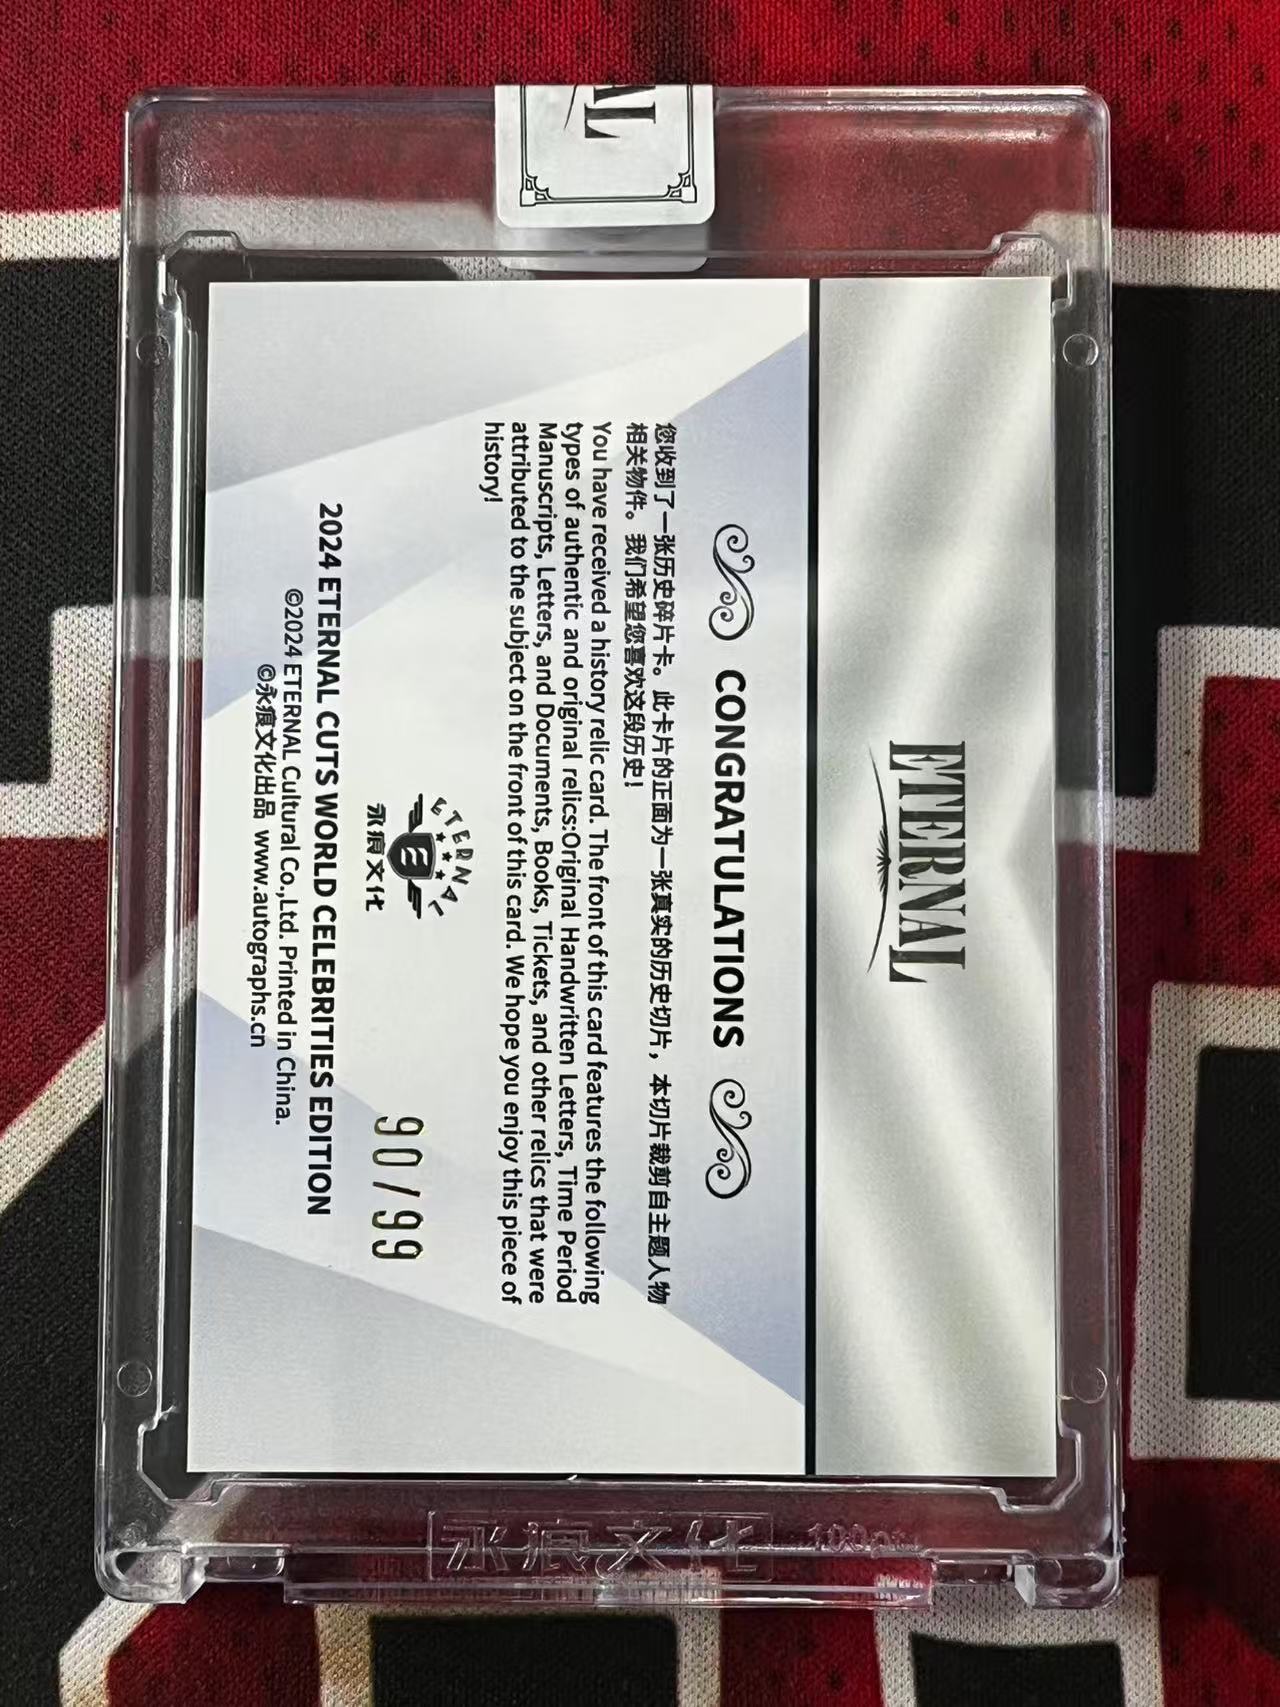 AL
ETERNAL
CONGRATULATIONS
您收到了一张历史碎片卡。此卡片的正面为一张真实的历史切片，本切片裁剪自主题人物
相关物件。我们希望您喜欢这段历史！
You have received a history relic card. The front of this card features the following
types of authentic and original relics:Original Handwritten Letters, Time Period
Manuscripts, Letters, and Documents, Books, Tickets, and other relics that were
attributed to the subject on the front of this card. We hope you enjoy this piece of
history!
ETERNAL
E
永痕文化
90/99
2024 ETERNAL CUTS WORLD CELEBRITIES EDITION
©2024 ETERNAL Cultural Co.,Ltd. Printed in China.
©永痕文化出品 www.autographs.cn
永痕文化 100pt